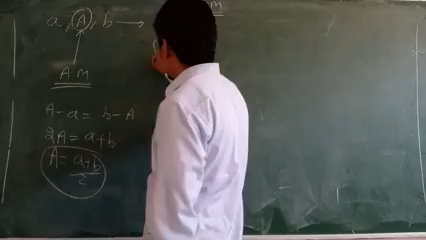 a, A, b →
A.M
A-a = b-A
2A = a+b
A = a+b/2